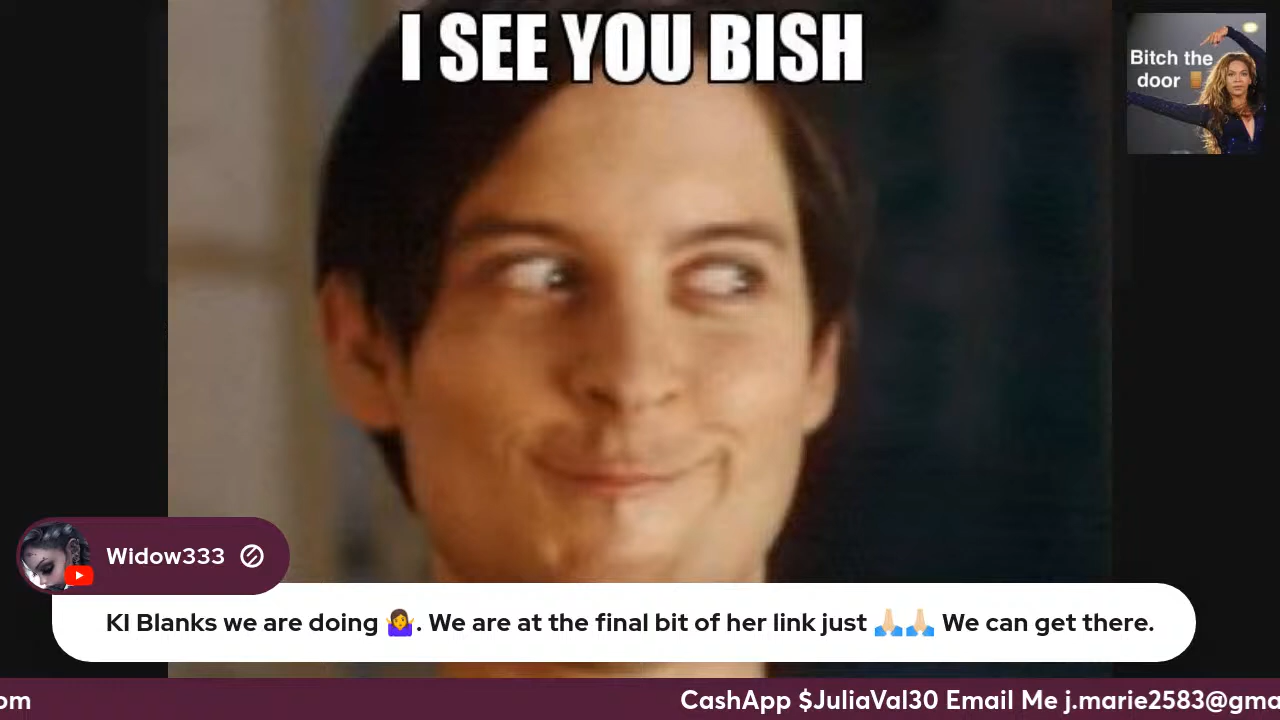 I SEE YOU BISH
Bitch the
door 🚪
Widow333
KI Blanks we are doing 🤷‍♀️. We are at the final bit of her link just 🙏🏻🙏🏻 We can get there.
om CashApp $JuliaVal30 Email Me j.marie2583@gma